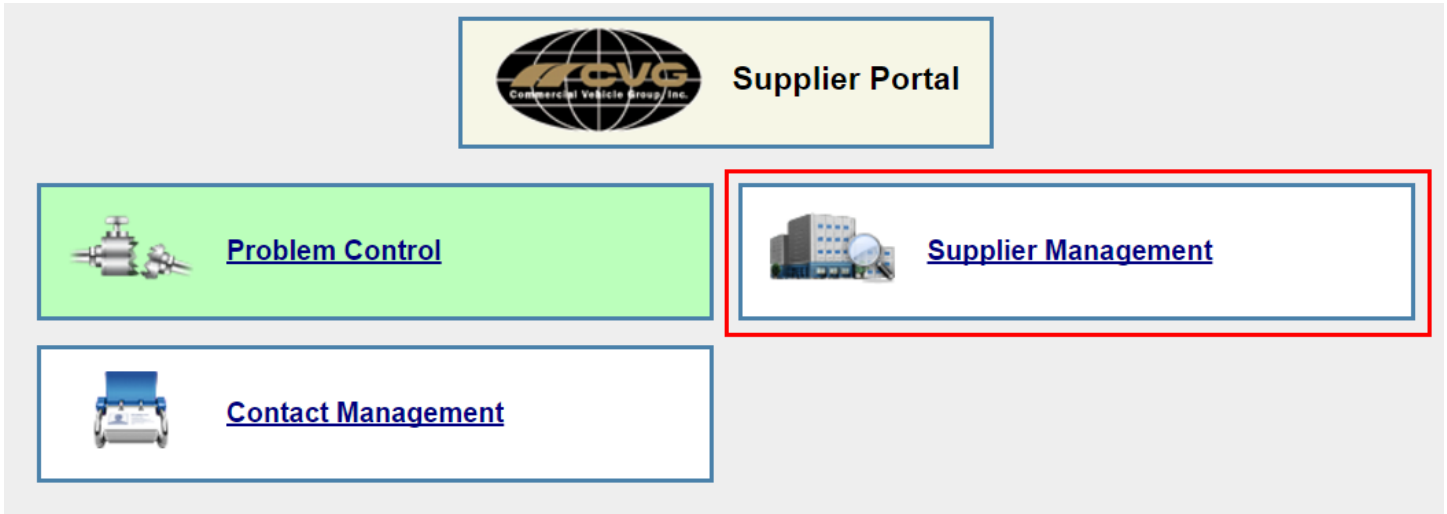 CVG
Commercial Vehicle Group, Inc.
Supplier Portal
Problem Control
Supplier Management
Contact Management